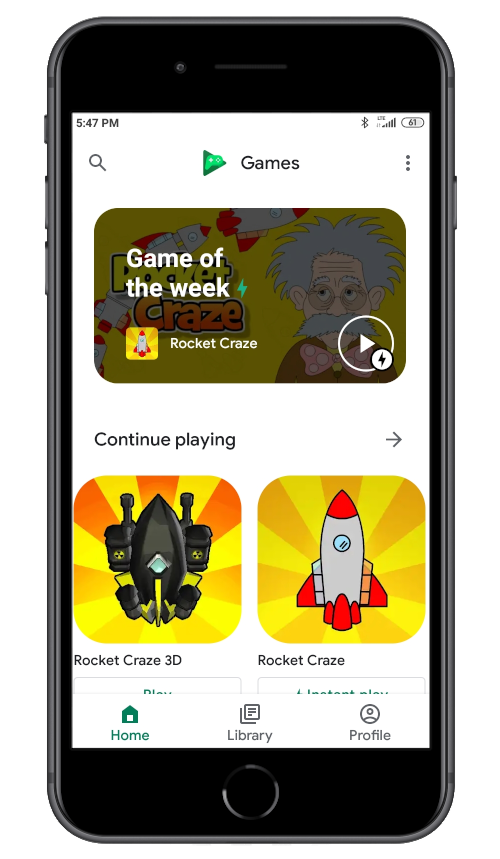 5:47 PM
LTE
61
Games
Rocket
Craze
Game of
the week
Rocket Craze
Continue playing
Rocket Craze 3D
Rocket Craze
Play
Instant play
Home
Library
Profile